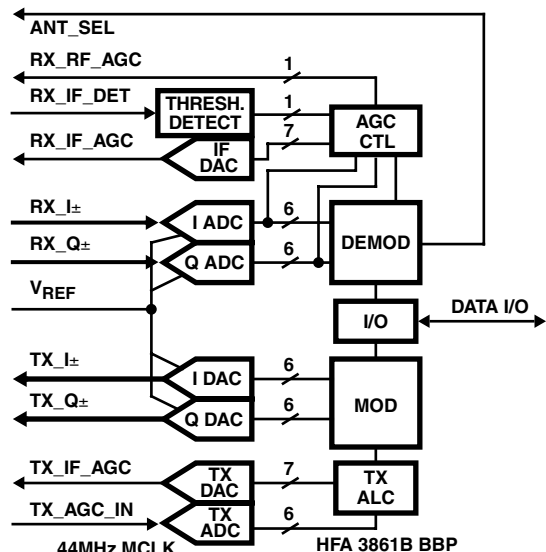 ANT_SEL
RX_RF_AGC
1
RX_IF_DET
THRESH.
DETECT
1
AGC
CTL
RX_IF_AGC
IF
DAC
7
RX_I±
I ADC
6
DEMOD
RX_Q±
Q ADC
6
VREF
I/O
DATA I/O
TX_I±
I DAC
6
MOD
TX_Q±
Q DAC
6
TX_IF_AGC
TX
DAC
7
TX
ALC
TX_AGC_IN
TX
ADC
6
44MHz MCLK
HFA 3861B BBP